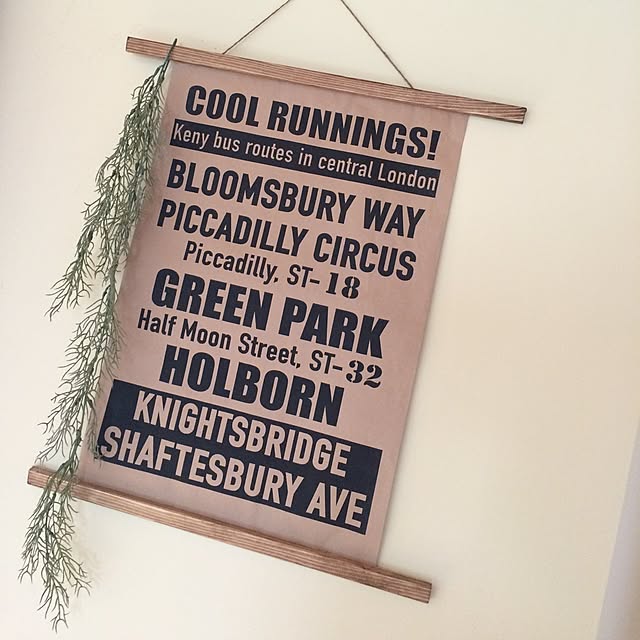 COOL RUNNINGS!
Keny bus routes in central London
BLOOMSBURY WAY
PICCADILLY CIRCUS
Piccadilly, ST-18
GREEN PARK
Half Moon Street, ST-32
HOLBORN
KNIGHTSBRIDGE
SHAFTESBURY AVE